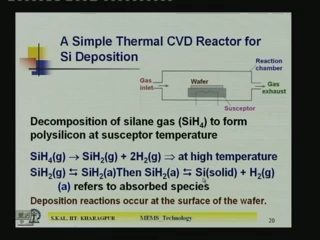 A Simple Thermal CVD Reactor for
Si Deposition
Reaction
chamber
Gas
inlet
Wafer
Gas
exhaust
Susceptor
Decomposition of silane gas (SiH₄) to form
polysilicon at susceptor temperature
SiH₄(g) → SiH₂(g) + 2H₂(g) ⇒ at high temperature
SiH₂(g) ⇆ SiH₂(a)Then SiH₂(a) ⇆ Si(solid) + H₂(g)
(a) refers to absorbed species
Deposition reactions occur at the surface of the wafer.
S.KAL, IIT- KHARAGPUR
MEMS_Technology
20